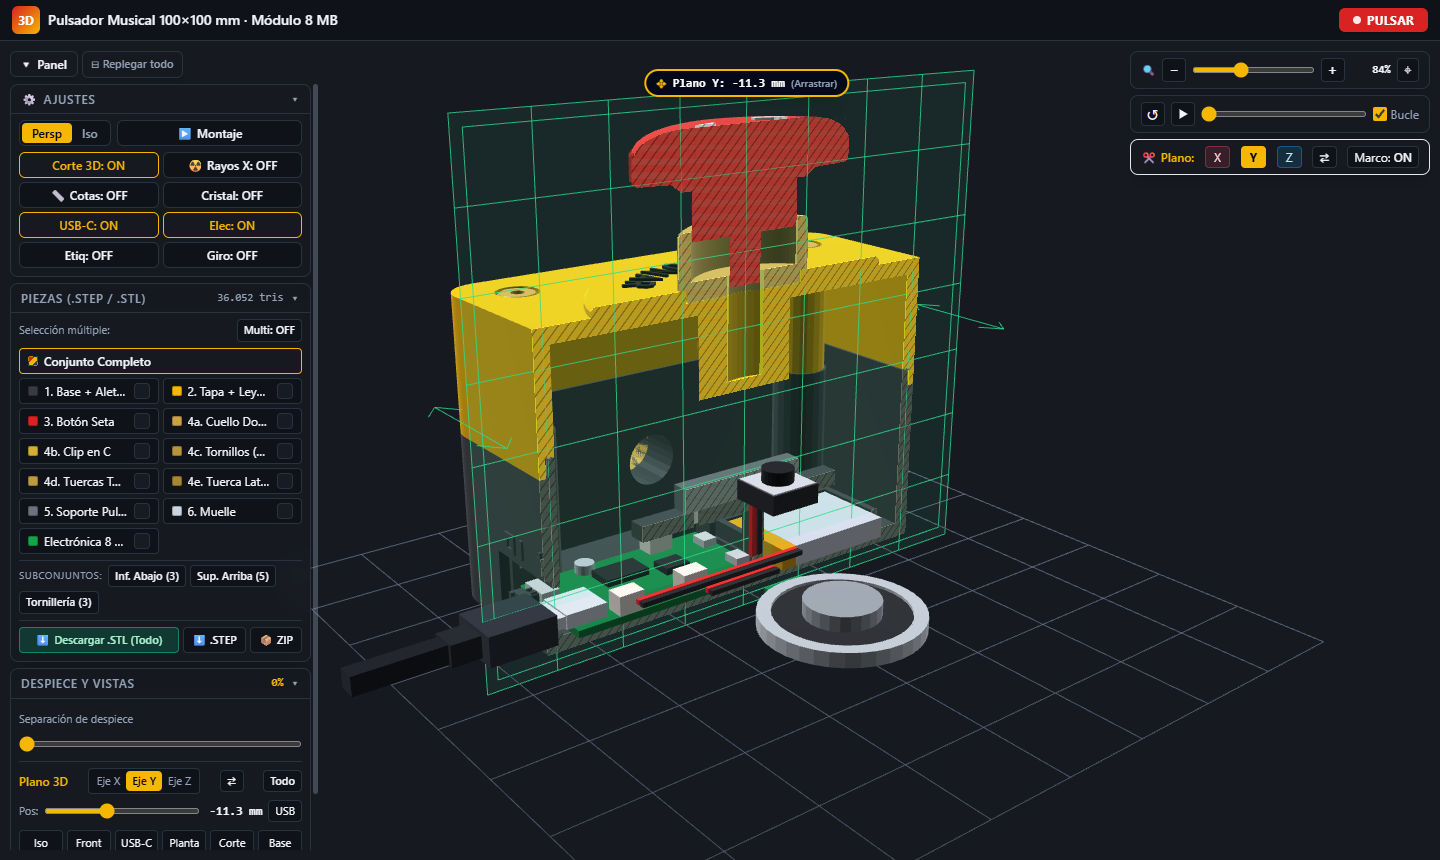 3D Pulsador Musical 100×100 mm · Módulo 8 MB
PULSAR
▼ Panel
⊟ Replegar todo
AJUSTES
Persp Iso
Montaje
Corte 3D: ON
Rayos X: OFF
Cotas: OFF
Cristal: OFF
USB-C: ON
Elec: ON
Etiq: OFF
Giro: OFF
PIEZAS (.STEP / .STL) 36.052 tris
Selección múltiple: Multi: OFF
Conjunto Completo
1. Base + Alet...
2. Tapa + Ley...
3. Botón Seta
4a. Cuello Do...
4b. Clip en C
4c. Tornillos (...
4d. Tuercas T...
4e. Tuerca Lat...
5. Soporte Pul...
6. Muelle
Electrónica 8 ...
SUBCONJUNTOS: Inf. Abajo (3) Sup. Arriba (5)
Tornillería (3)
Descargar .STL (Todo)
.STEP
ZIP
DESPIECE Y VISTAS 0%
Separación de despiece
Plano 3D Eje X Eje Y Eje Z ⇄ Todo
Pos: -11.3 mm USB
Iso Front USB-C Planta Corte Base
Plano Y: -11.3 mm (Arrastrar)
− + 84%
Bucle
Plano: X Y Z ⇄ Marco: ON